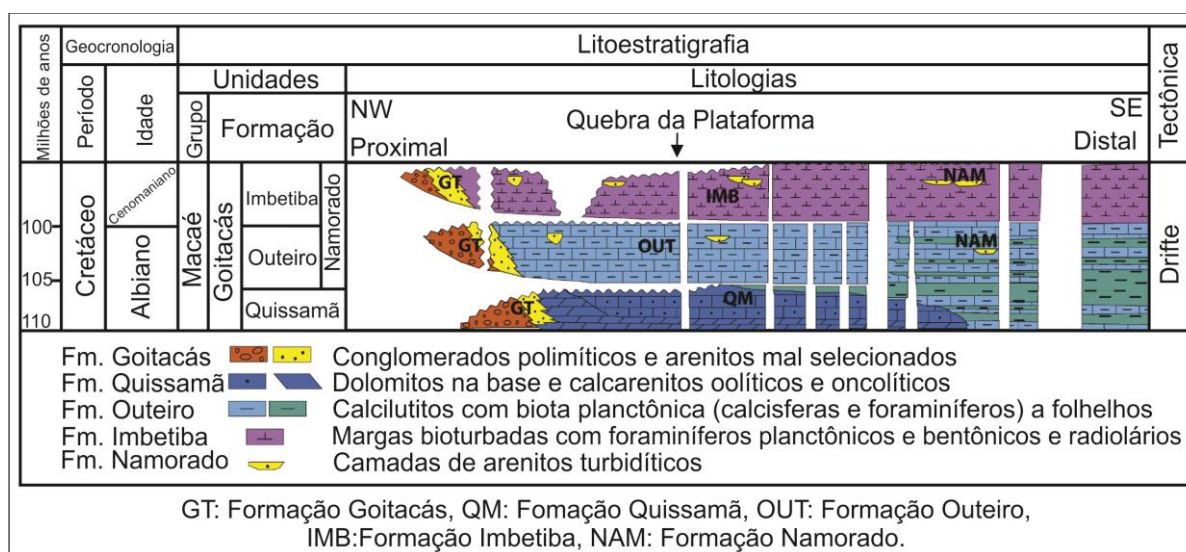 Milhões de anos
Geocronologia
Litoestratigrafia
Tectônica
Período
Idade
Unidades
Litologias
Grupo
Formação
NW
Proximal
Quebra da Plataforma
SE
Distal
Cretáceo
Cenomaniano
Albiano
Macaé
Goitacás
Imbetiba
Outeiro
Quissamã
Namorado
100
105
110
GT
IMB
NAM
GT
OUT
NAM
GT
QM
Drifte
Fm. Goitacás Conglomerados polimíticos e arenitos mal selecionados
Fm. Quissamã Dolomitos na base e calcarenitos oolíticos e oncolíticos
Fm. Outeiro Calcilutitos com biota planctônica (calcisferas e foraminíferos) a folhelhos
Fm. Imbetiba Margas bioturbadas com foraminíferos planctônicos e bentônicos e radiolários
Fm. Namorado Camadas de arenitos turbidíticos
GT: Formação Goitacás, QM: Fomação Quissamã, OUT: Formação Outeiro,
IMB:Formação Imbetiba, NAM: Formação Namorado.